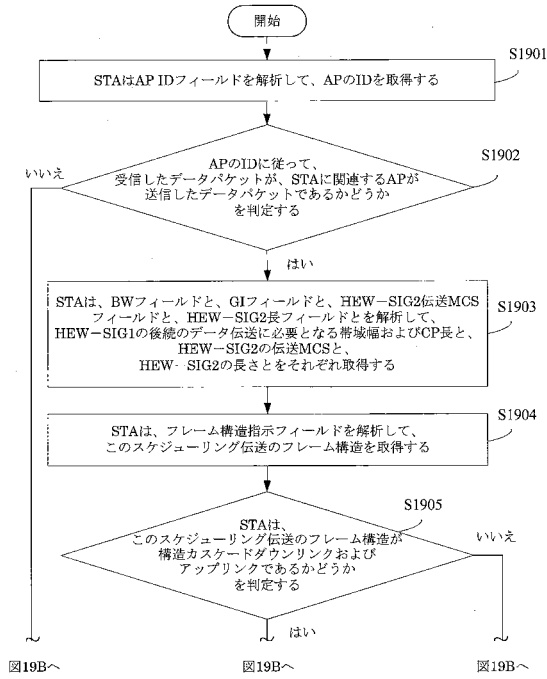 開始
S1901
STAはAP IDフィールドを解析して、APのIDを取得する
S1902
APのIDに従って、
受信したデータパケットが、STAに関連するAPが
送信したデータパケットであるかどうか
を判定する
いいえ
はい
S1903
STAは、BWフィールドと、GIフィールドと、HEW-SIG2伝送MCS
フィールドと、HEW-SIG2長フィールドとを解析して、
HEW-SIG1の後続のデータ伝送に必要となる帯域幅およびCP長と、
HEW-SIG2の伝送MCSと、
HEW-SIG2の長さとをそれぞれ取得する
S1904
STAは、フレーム構造指示フィールドを解析して、
このスケジューリング伝送のフレーム構造を取得する
S1905
STAは、
このスケジューリング伝送のフレーム構造が
構造カスケードダウンリンクおよび
アップリンクであるかどうか
を判定する
いいえ
はい
図19Bへ
図19Bへ
図19Bへ